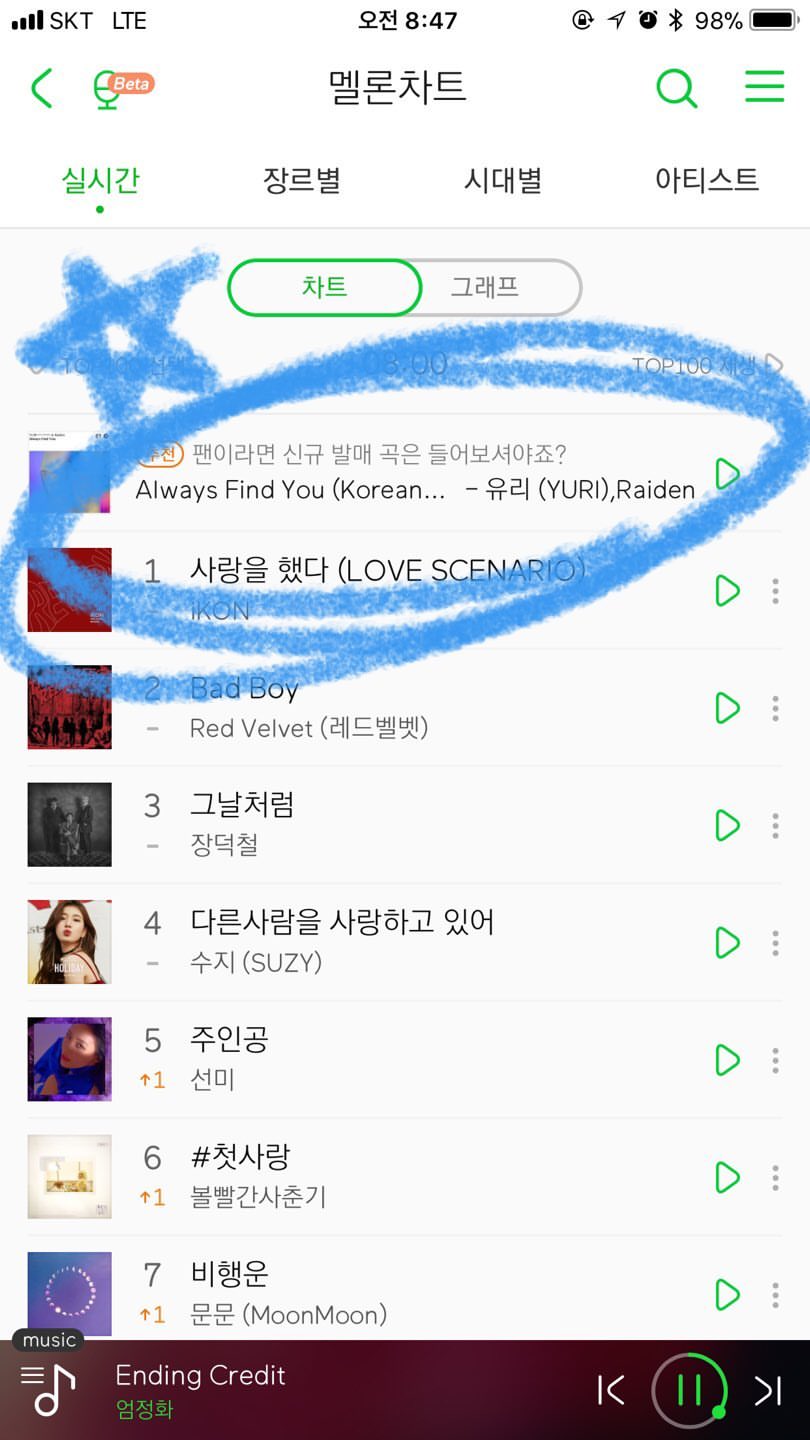 SKT LTE 오전 8:47 98%
Beta
멜론차트
실시간 장르별 시대별 아티스트
차트 그래프
TOP100 8:00 TOP100 재생
추천 팬이라면 신규 발매 곡은 들어보셔야죠?
Always Find You (Korean... – 유리 (YURI),Raiden
1 사랑을 했다 (LOVE SCENARIO)
– iKON
2 Bad Boy
– Red Velvet (레드벨벳)
3 그날처럼
– 장덕철
HOLIDAY
4 다른사람을 사랑하고 있어
– 수지 (SUZY)
5 주인공
↑1 선미
6 #첫사랑
↑1 볼빨간사춘기
7 비행운
↑1 문문 (MoonMoon)
music
Ending Credit
엄정화